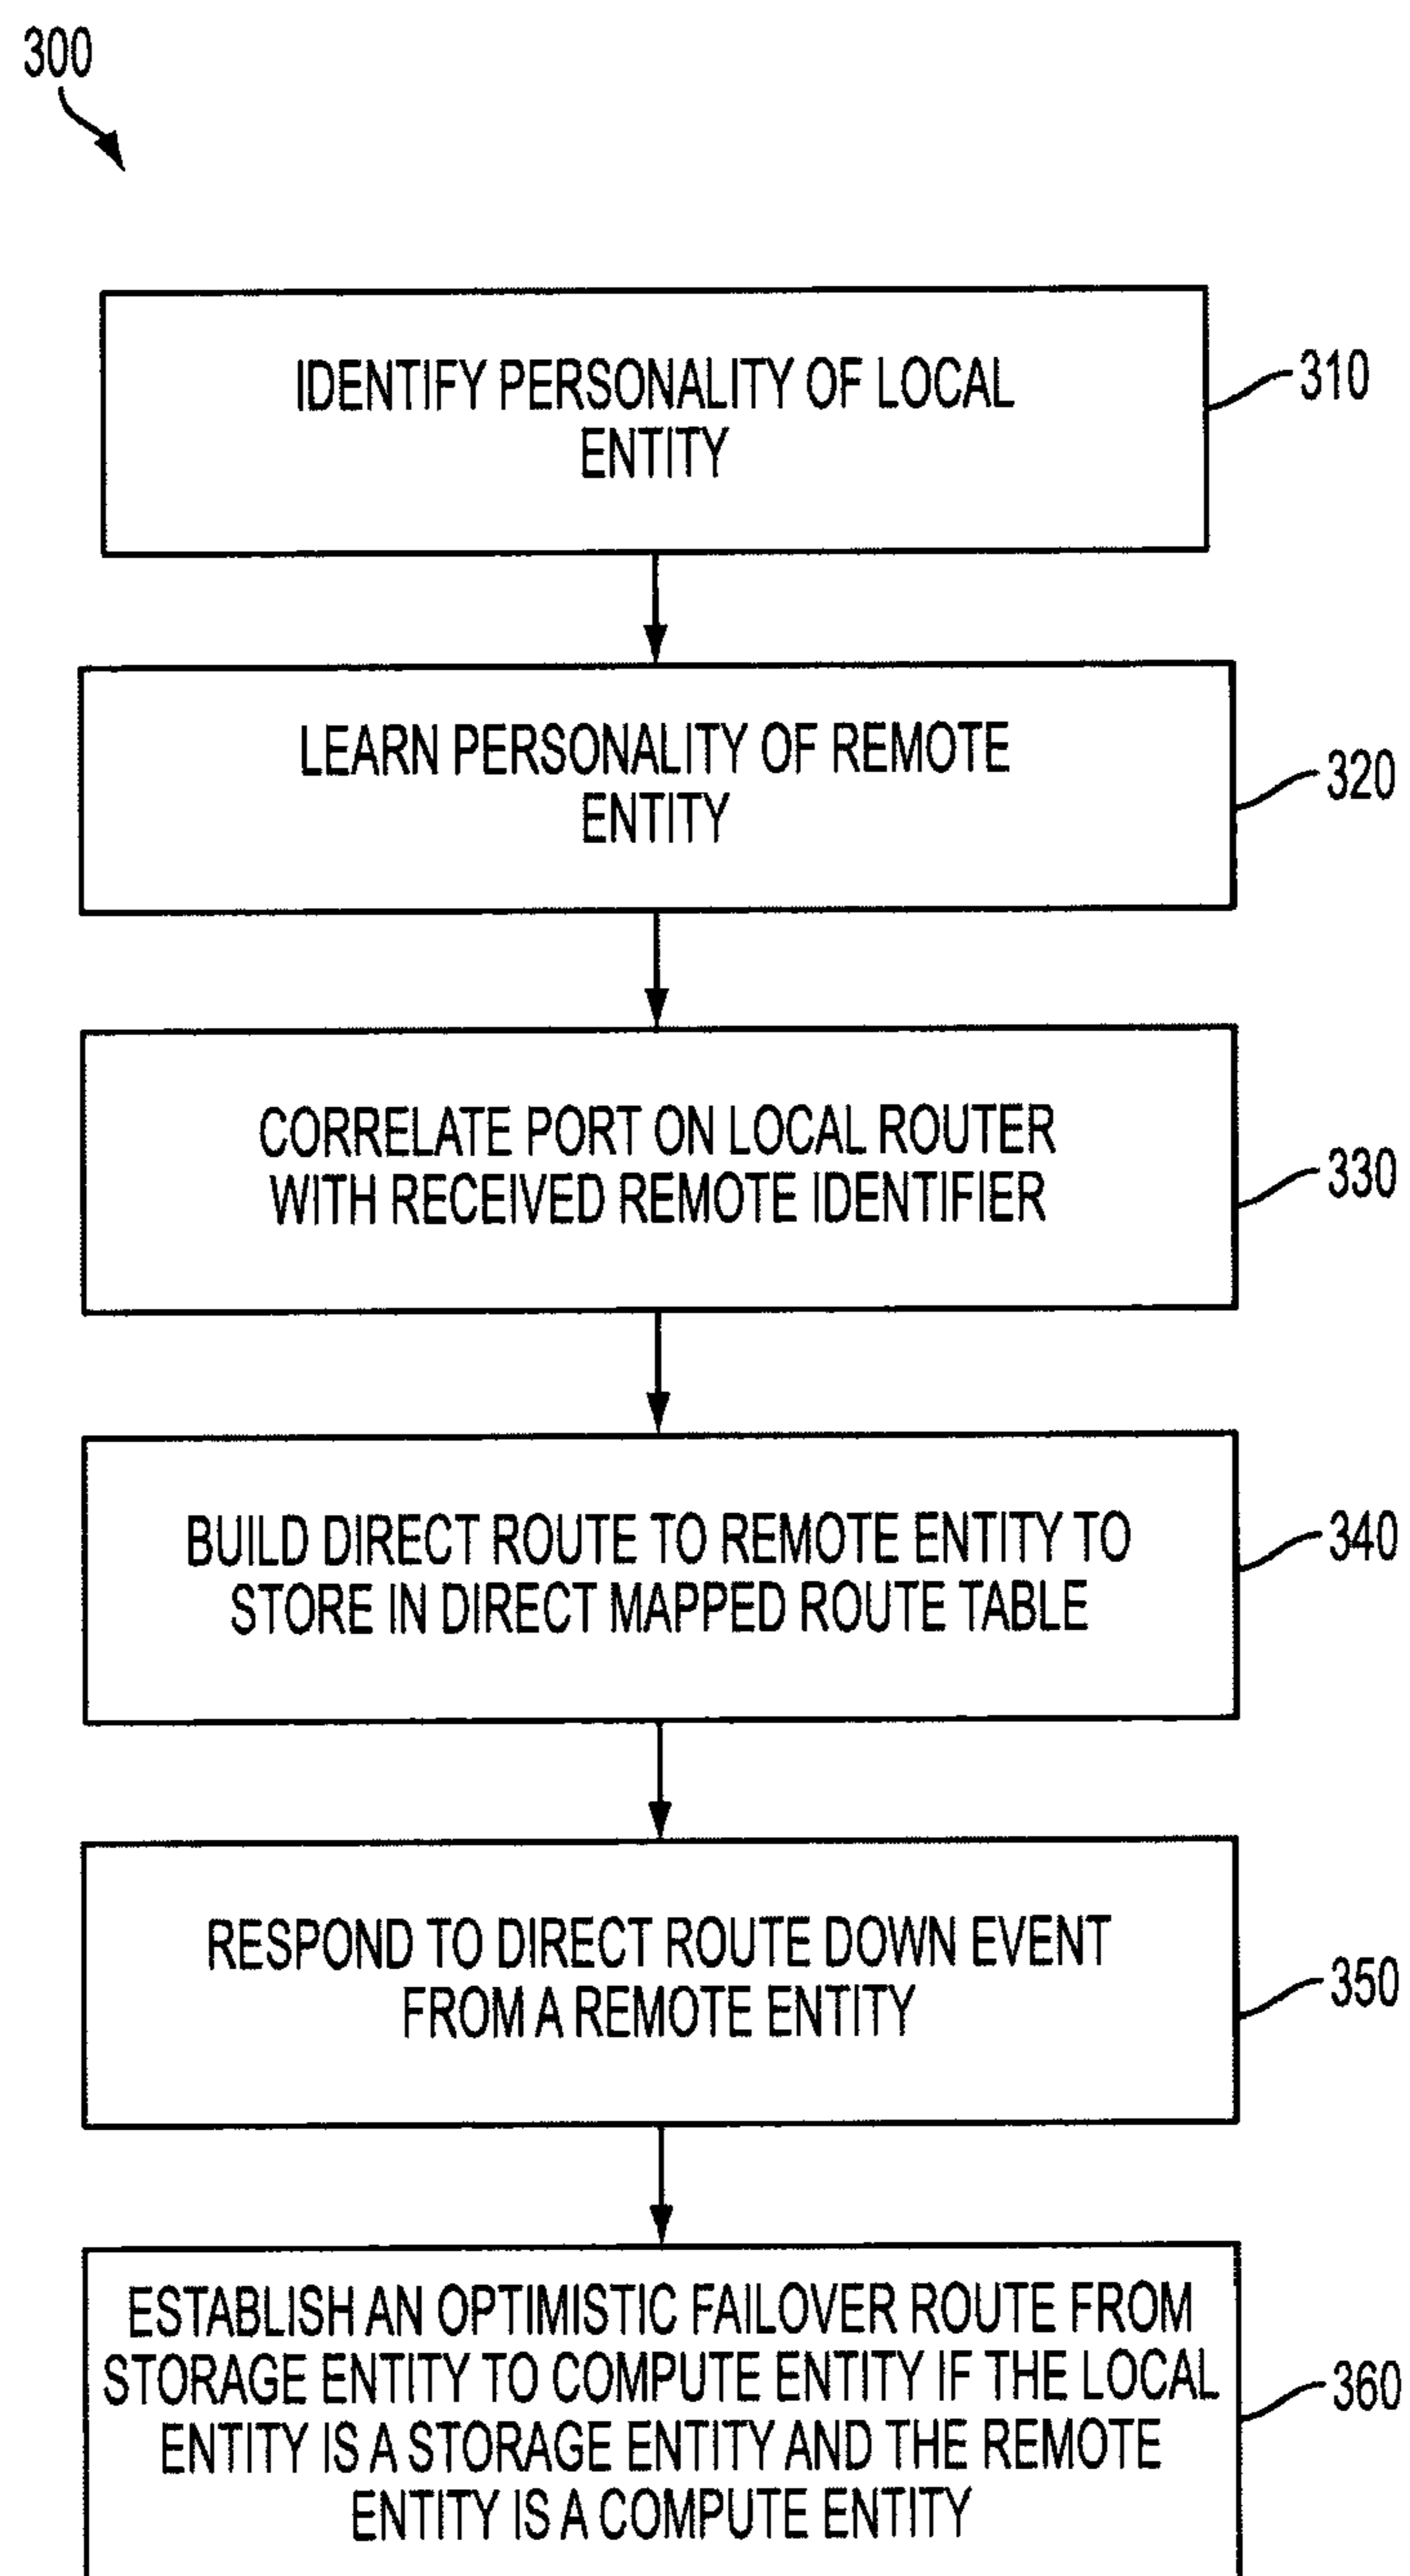 300
IDENTIFY PERSONALITY OF LOCAL
ENTITY
310
LEARN PERSONALITY OF REMOTE
ENTITY
320
CORRELATE PORT ON LOCAL ROUTER
WITH RECEIVED REMOTE IDENTIFIER
330
BUILD DIRECT ROUTE TO REMOTE ENTITY TO
STORE IN DIRECT MAPPED ROUTE TABLE
340
RESPOND TO DIRECT ROUTE DOWN EVENT
FROM A REMOTE ENTITY
350
ESTABLISH AN OPTIMISTIC FAILOVER ROUTE FROM
STORAGE ENTITY TO COMPUTE ENTITY IF THE LOCAL
ENTITY IS A STORAGE ENTITY AND THE REMOTE
ENTITY IS A COMPUTE ENTITY
360